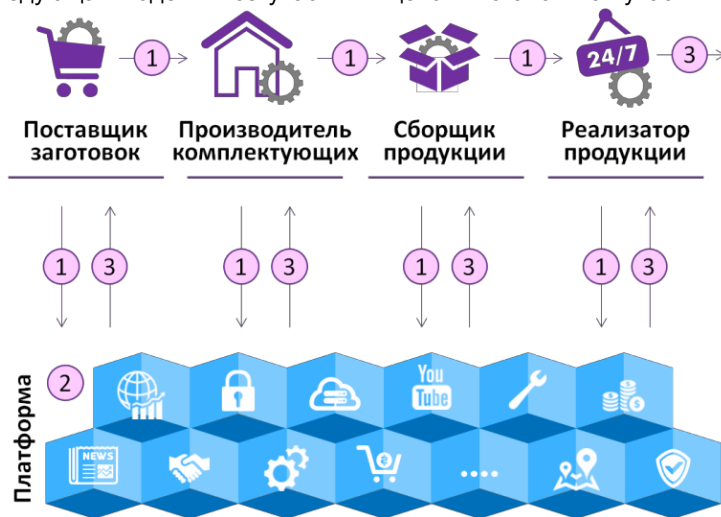 1
1
1
24/7
3
Поставщик
заготовок
Производитель
комплектующих
Сборщик
продукции
Реализатор
продукции
1
3
1
3
1
3
1
3
Платформа
2
You
Tube
$
NEWS
€
....